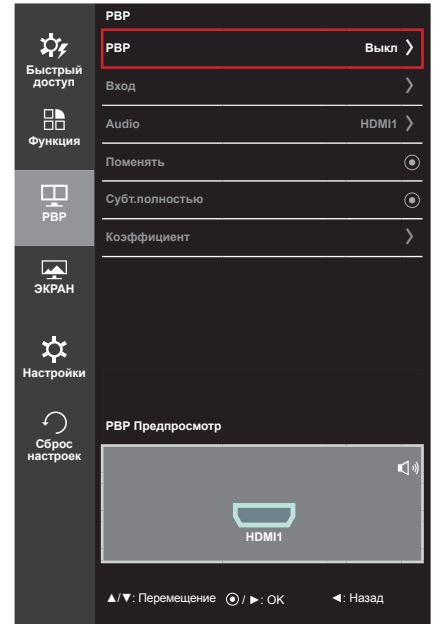 PBP
PBP Выкл
Вход
Audio HDMI1
Поменять
Субт.полностью
Коэффициент
Быстрый
доступ
Функция
PBP
ЭКРАН
Настройки
Сброс
настроек
PBP Предпросмотр
HDMI1
▲/▼: Перемещение ⦿ / ►: OK ◄: Назад